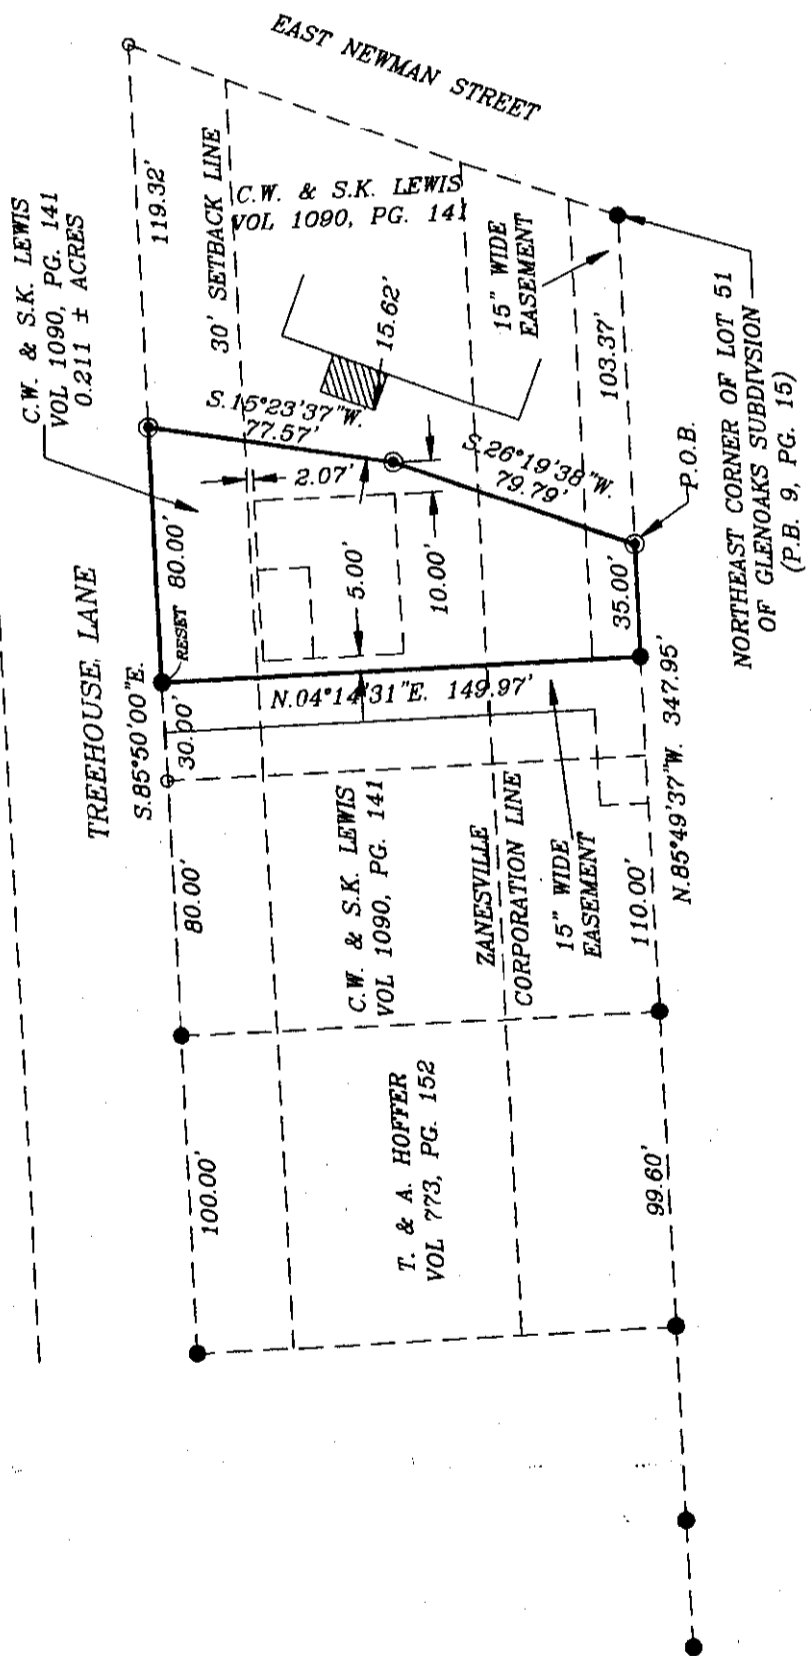 EAST NEWMAN STREET
C.W. & S.K. LEWIS
VOL 1090, PG. 141
0.211 ± ACRES
119.32'
30' SETBACK LINE
C.W. & S.K. LEWIS
VOL 1090, PG. 141
15" WIDE
EASEMENT
103.37'
15.62'
S.15°23'37"W.
77.57'
S.26°19'38"W.
79.79'
2.07'
P.O.B.
NORTHEAST CORNER OF LOT 51
OF GLENOAKS SUBDIVSION
(P.B. 9, PG. 15)
TREEHOUSE LANE
S.85°50'00"E.
RESET
80.00'
5.00'
10.00'
35.00'
30.00'
N.04°14'31"E. 149.97'
N.85°49'37"W. 347.95'
80.00'
C.W. & S.K. LEWIS
VOL 1090, PG. 141
ZANESVILLE
CORPORATION LINE
15" WIDE
EASEMENT
110.00'
100.00'
T. & A. HOFFER
VOL 773, PG. 152
99.60'